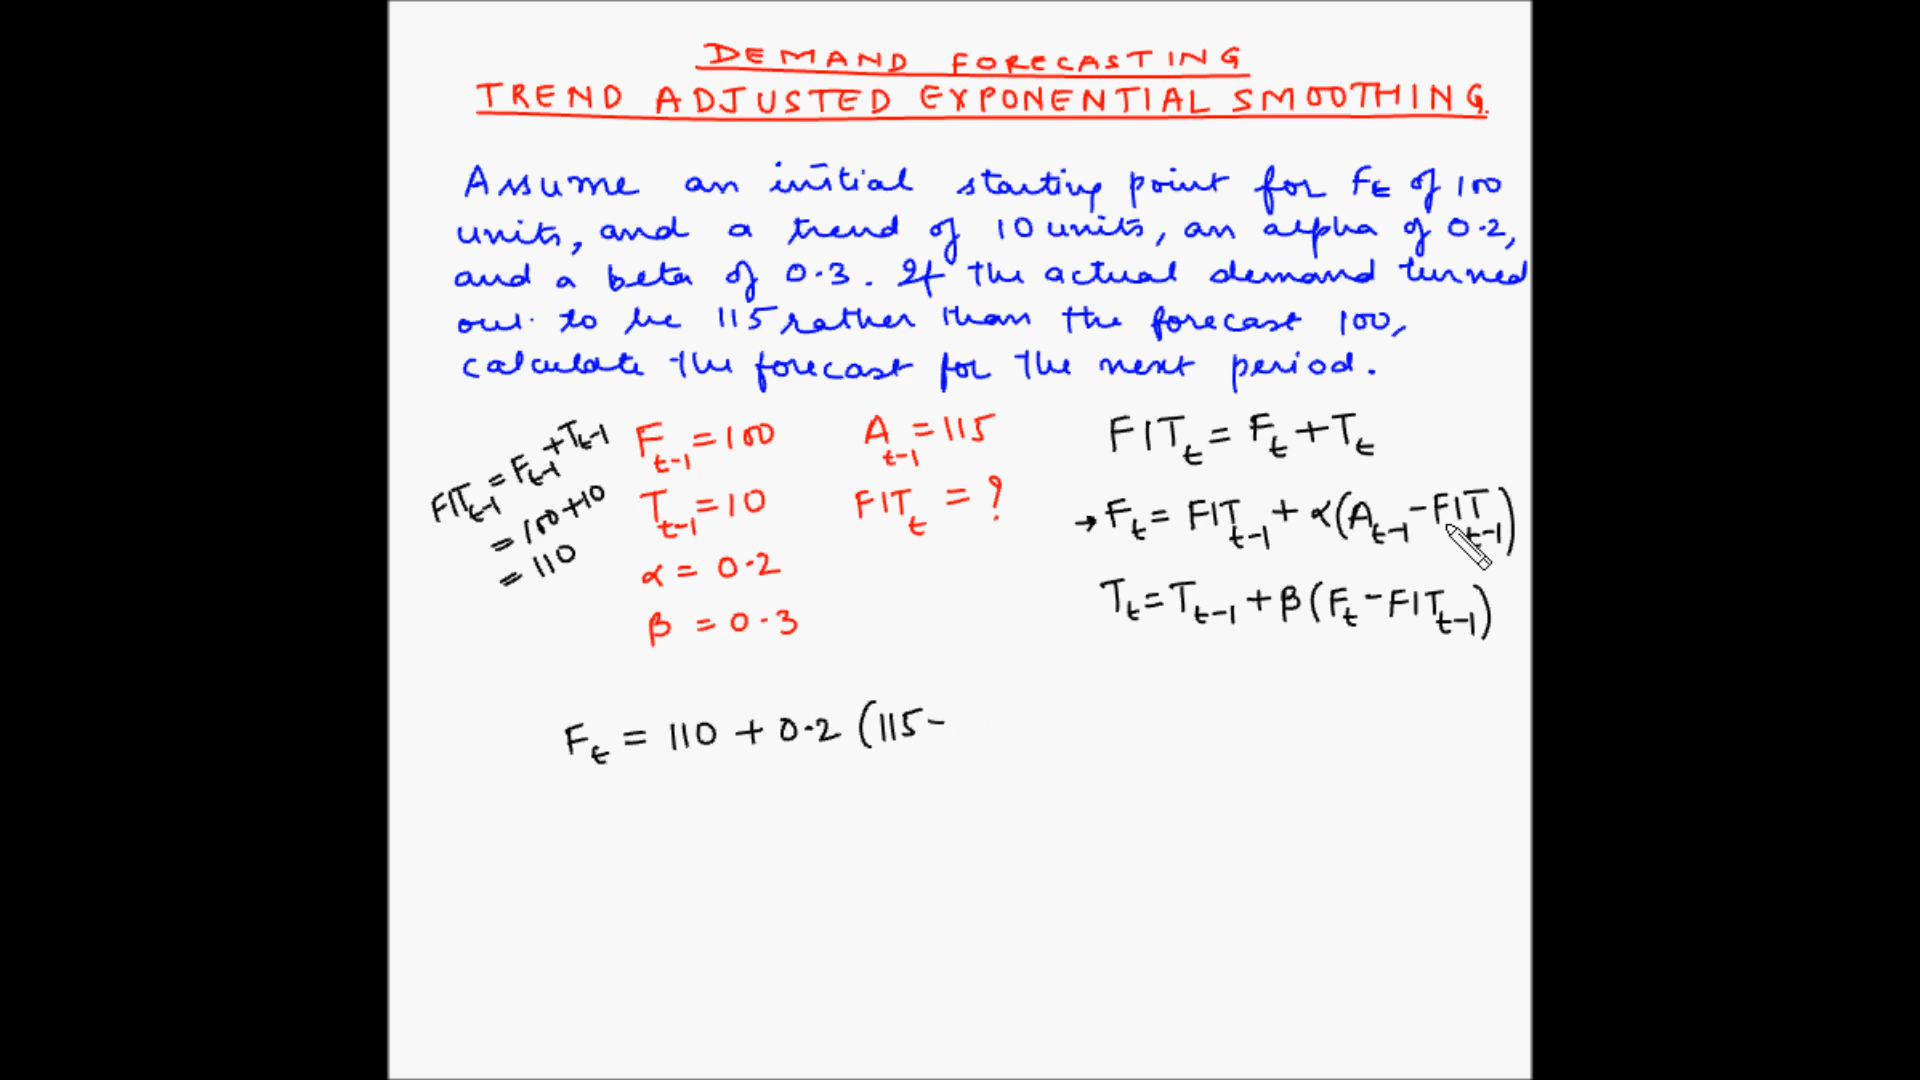 DEMAND FORECASTING
TREND ADJUSTED EXPONENTIAL SMOOTHING.
Assume an initial starting point for Ft of 100
units, and a trend of 10 units, an alpha of 0.2,
and a beta of 0.3. If the actual demand turned
out to be 115 rather than the forecast 100,
calculate the forecast for the next period.
FITt-1 = Ft-1 + Tt-1
= 100+10
= 110
Ft-1 = 100
Tt-1 = 10
α = 0.2
β = 0.3
At-1 = 115
FITt = ?
FITt = Ft + Tt
→ Ft = FITt-1 + α(At-1 - FITt-1)
Tt = Tt-1 + β(Ft - FITt-1)
Ft = 110 + 0.2 (115 -